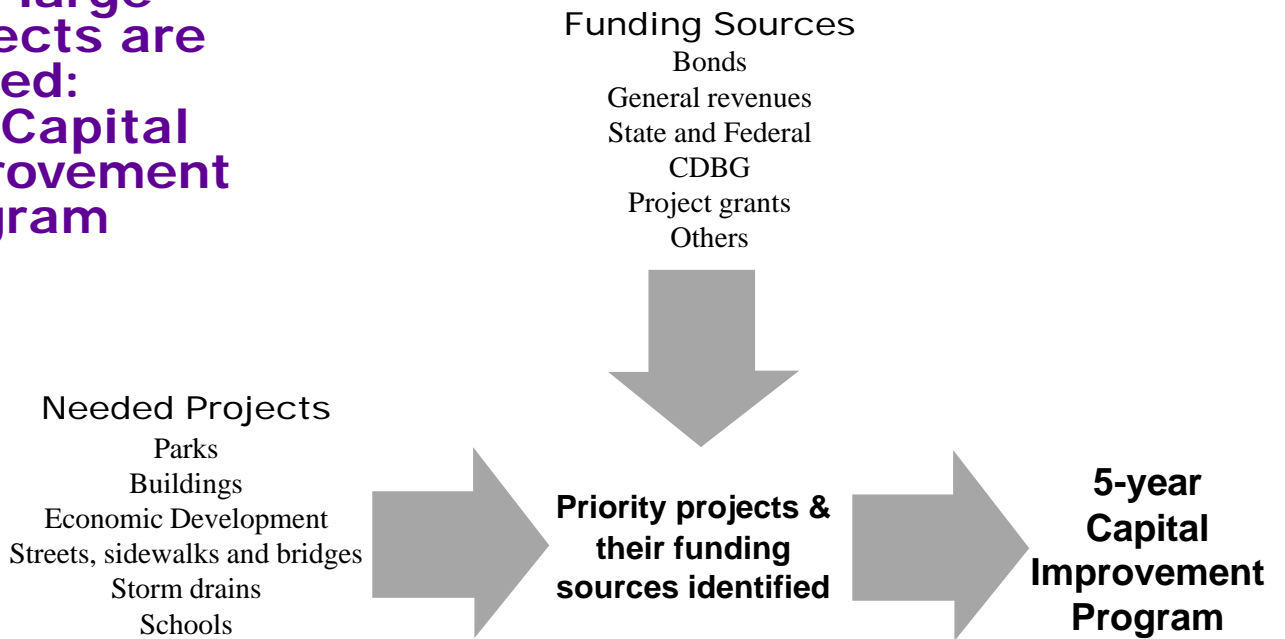 large
ects are
ed:
Capital
rovement
gram
Funding Sources
Bonds
General revenues
State and Federal
CDBG
Project grants
Others
Needed Projects
Parks
Buildings
Economic Development
Streets, sidewalks and bridges
Storm drains
Schools
Priority projects &
their funding
sources identified
5-year
Capital
Improvement
Program